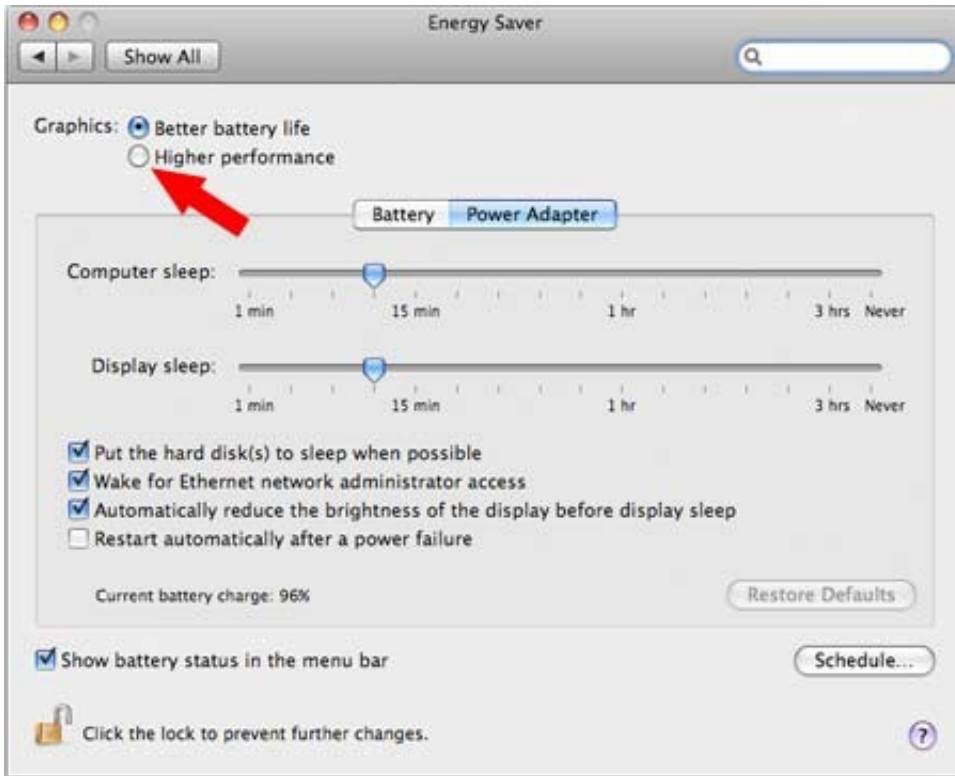 Energy Saver
Show All
Graphics: Better battery life
Higher performance
Battery Power Adapter
Computer sleep:
1 min 15 min 1 hr 3 hrs Never
Display sleep:
1 min 15 min 1 hr 3 hrs Never
Put the hard disk(s) to sleep when possible
Wake for Ethernet network administrator access
Automatically reduce the brightness of the display before display sleep
Restart automatically after a power failure
Current battery charge: 96%
Restore Defaults
Show battery status in the menu bar
Schedule...
Click the lock to prevent further changes.
?